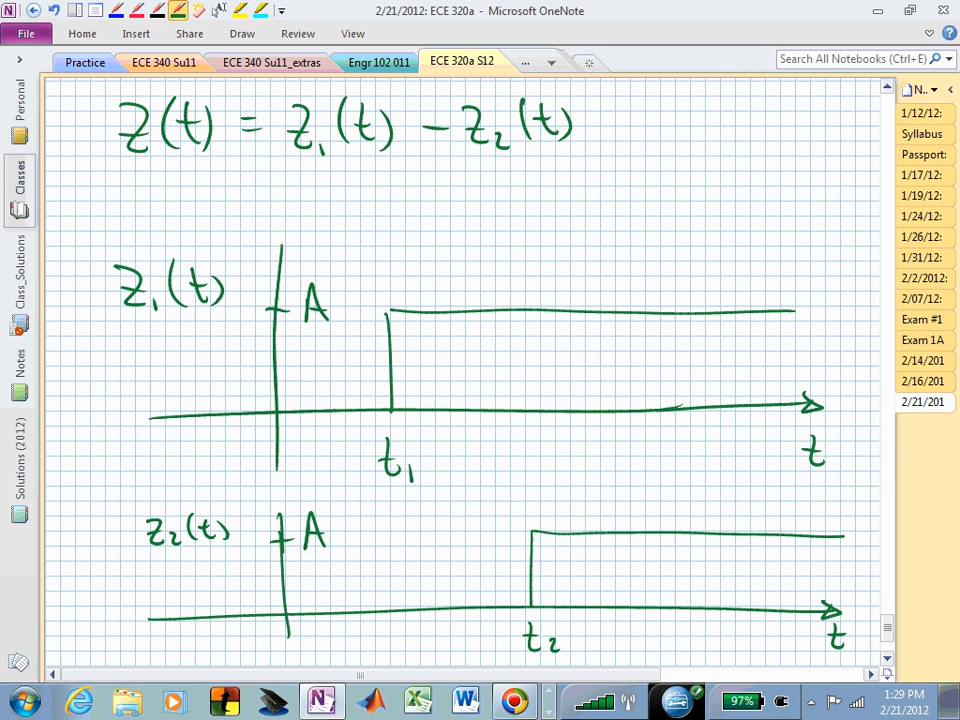 2/21/2012: ECE 320a - Microsoft OneNote
File Home Insert Share Draw Review View
Practice ECE 340 Su11 ECE 340 Su11_extras Engr 102 011 ECE 320a S12 ... Search All Notebooks (Ctrl+E)
Personal
Classes
Class_Solutions
Notes
Solutions (2012)
z(t) = z₁(t) - z₂(t)
z₁(t) A
t₁ t
z₂(t) A
t₂ t
N..
1/12/12:
Syllabus
Passport:
1/17/12:
1/19/12:
1/24/12:
1/26/12:
1/31/12:
2/2/2012:
2/07/12:
Exam #1
Exam 1A
2/14/201
2/16/201
2/21/201
97% 1:29 PM
2/21/2012